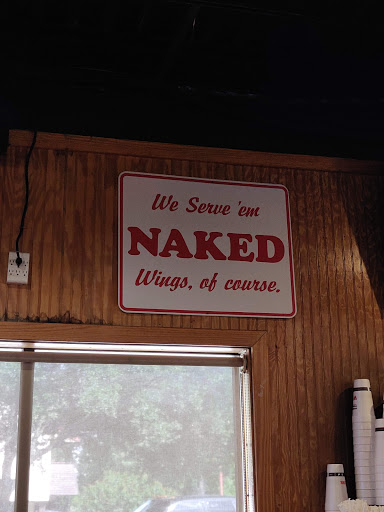 We Serve 'em
NAKED
Wings, of course.